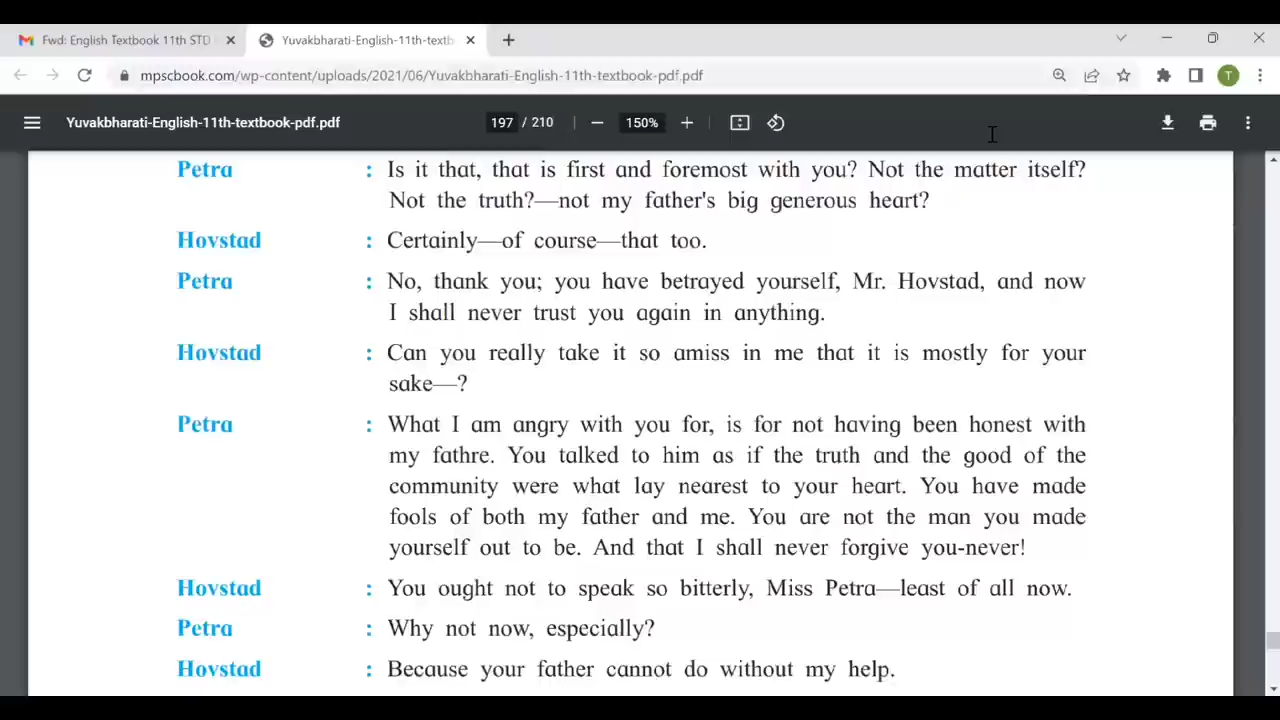 Fwd: English Textbook 11th STD
Yuvakbharati-English-11th-textb
mpscbook.com/wp-content/uploads/2021/06/Yuvakbharati-English-11th-textbook-pdf.pdf
T
Yuvakbharati-English-11th-textbook-pdf.pdf
197 / 210
150%
Petra : Is it that, that is first and foremost with you? Not the matter itself?
Not the truth?—not my father's big generous heart?
Hovstad : Certainly—of course—that too.
Petra : No, thank you; you have betrayed yourself, Mr. Hovstad, and now
I shall never trust you again in anything.
Hovstad : Can you really take it so amiss in me that it is mostly for your
sake—?
Petra : What I am angry with you for, is for not having been honest with
my fathre. You talked to him as if the truth and the good of the
community were what lay nearest to your heart. You have made
fools of both my father and me. You are not the man you made
yourself out to be. And that I shall never forgive you-never!
Hovstad : You ought not to speak so bitterly, Miss Petra—least of all now.
Petra : Why not now, especially?
Hovstad : Because your father cannot do without my help.